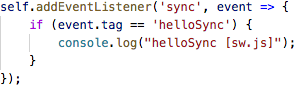 self.addEventListener('sync', event => {
    if (event.tag == 'helloSync') {
        console.log("helloSync [sw.js]");
    }
});